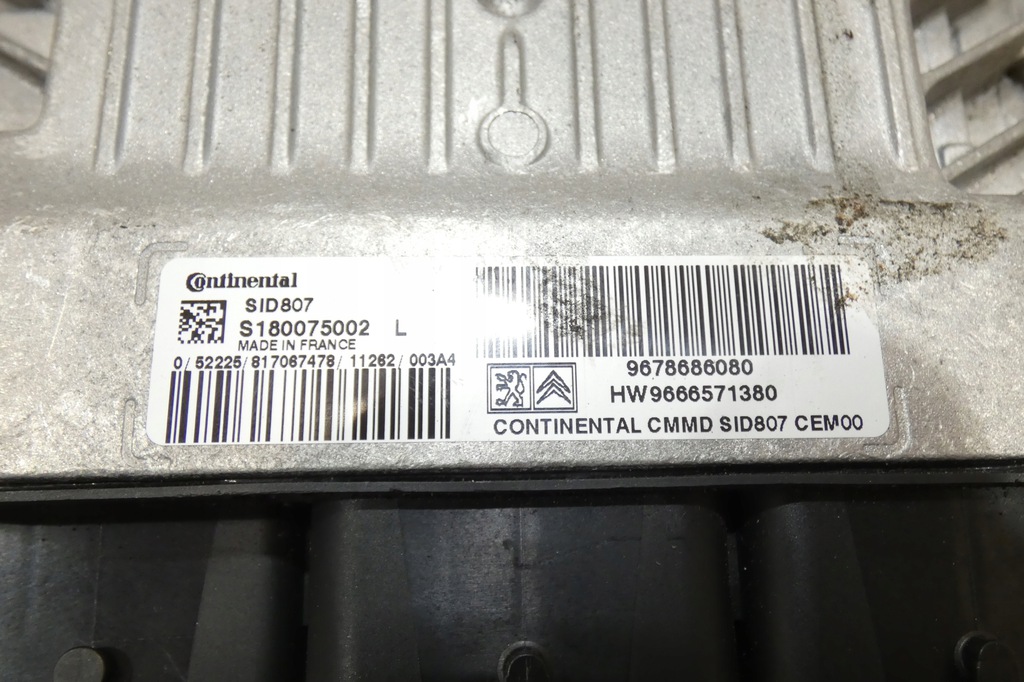 Continental
SID807
S180075002 L
MADE IN FRANCE
0/52225/817067478/11262/003A4
9678686080
HW9666571380
CONTINENTAL CMMD SID807 CEM00